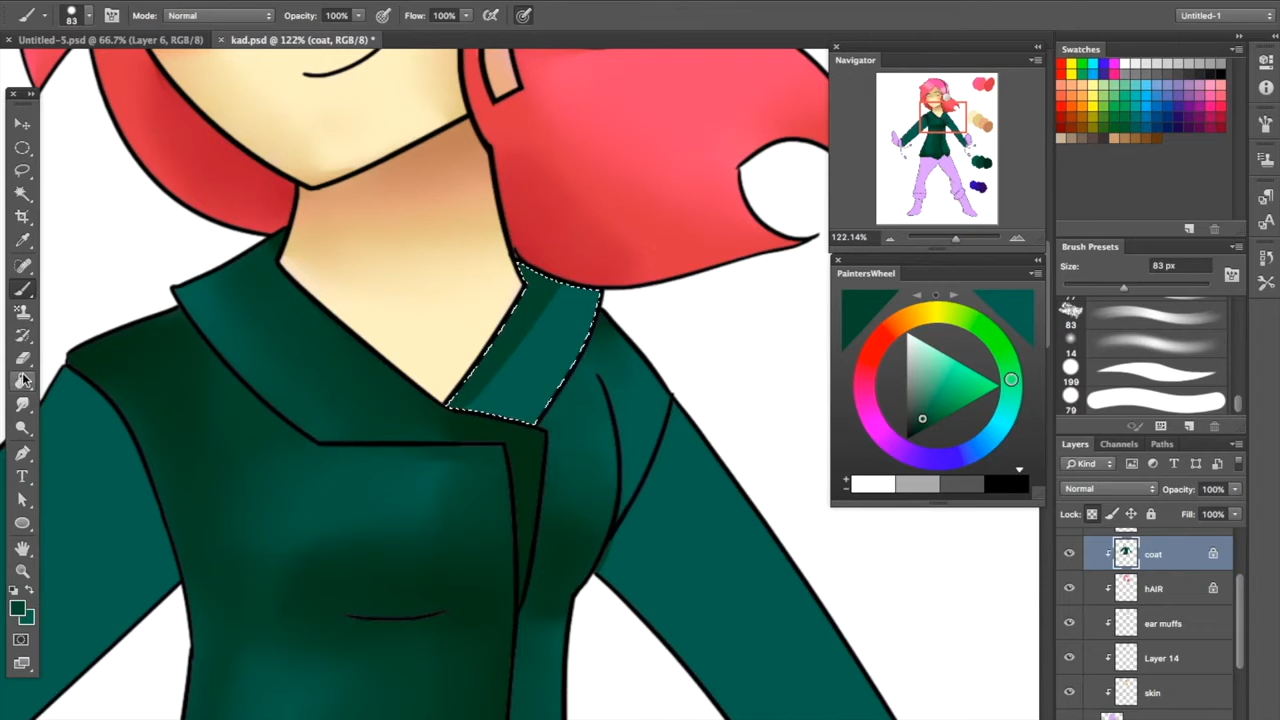 83 Mode: Normal Opacity: 100% Flow: 100% Untitled-1
Untitled-5.psd @ 66.7% (Layer 6, RGB/8) kad.psd @ 122% (coat, RGB/8) *
Navigator
122.14%
PaintersWheel
Swatches
Brush Presets
Size: 83 px
83
14
199
79
Layers Channels Paths
Kind
Normal Opacity: 100%
Lock: Fill: 100%
coat
hAIR
ear muffs
Layer 14
skin